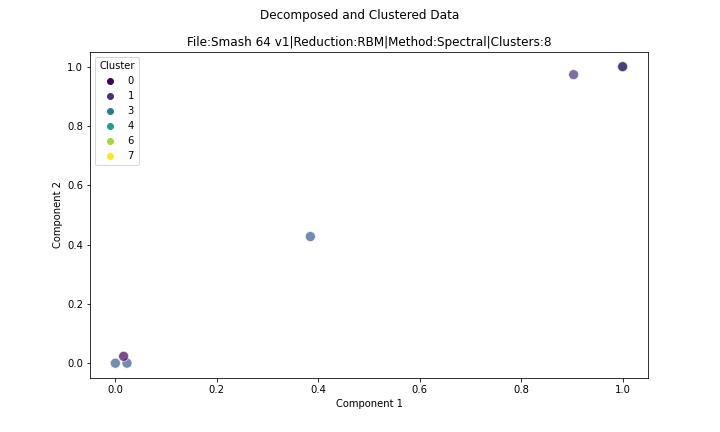 Decomposed and Clustered Data
File:Smash 64 v1|Reduction:RBM|Method:Spectral|Clusters:8
Cluster
0
1
3
4
6
7
1.0
0.8
0.6
0.4
0.2
0.0
Component 2
0.0 0.2 0.4 0.6 0.8 1.0
Component 1